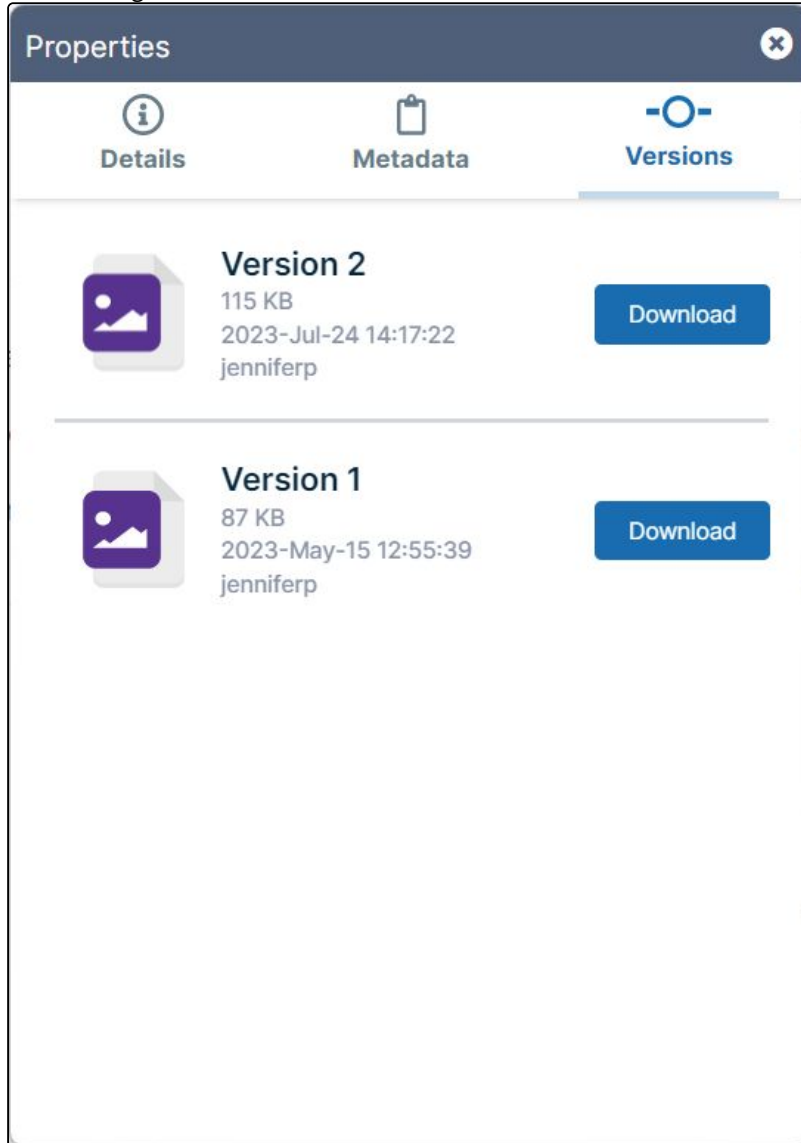 Properties
Details
Metadata
Versions
Version 2
115 KB
2023-Jul-24 14:17:22
jenniferp
Download
Version 1
87 KB
2023-May-15 12:55:39
jenniferp
Download